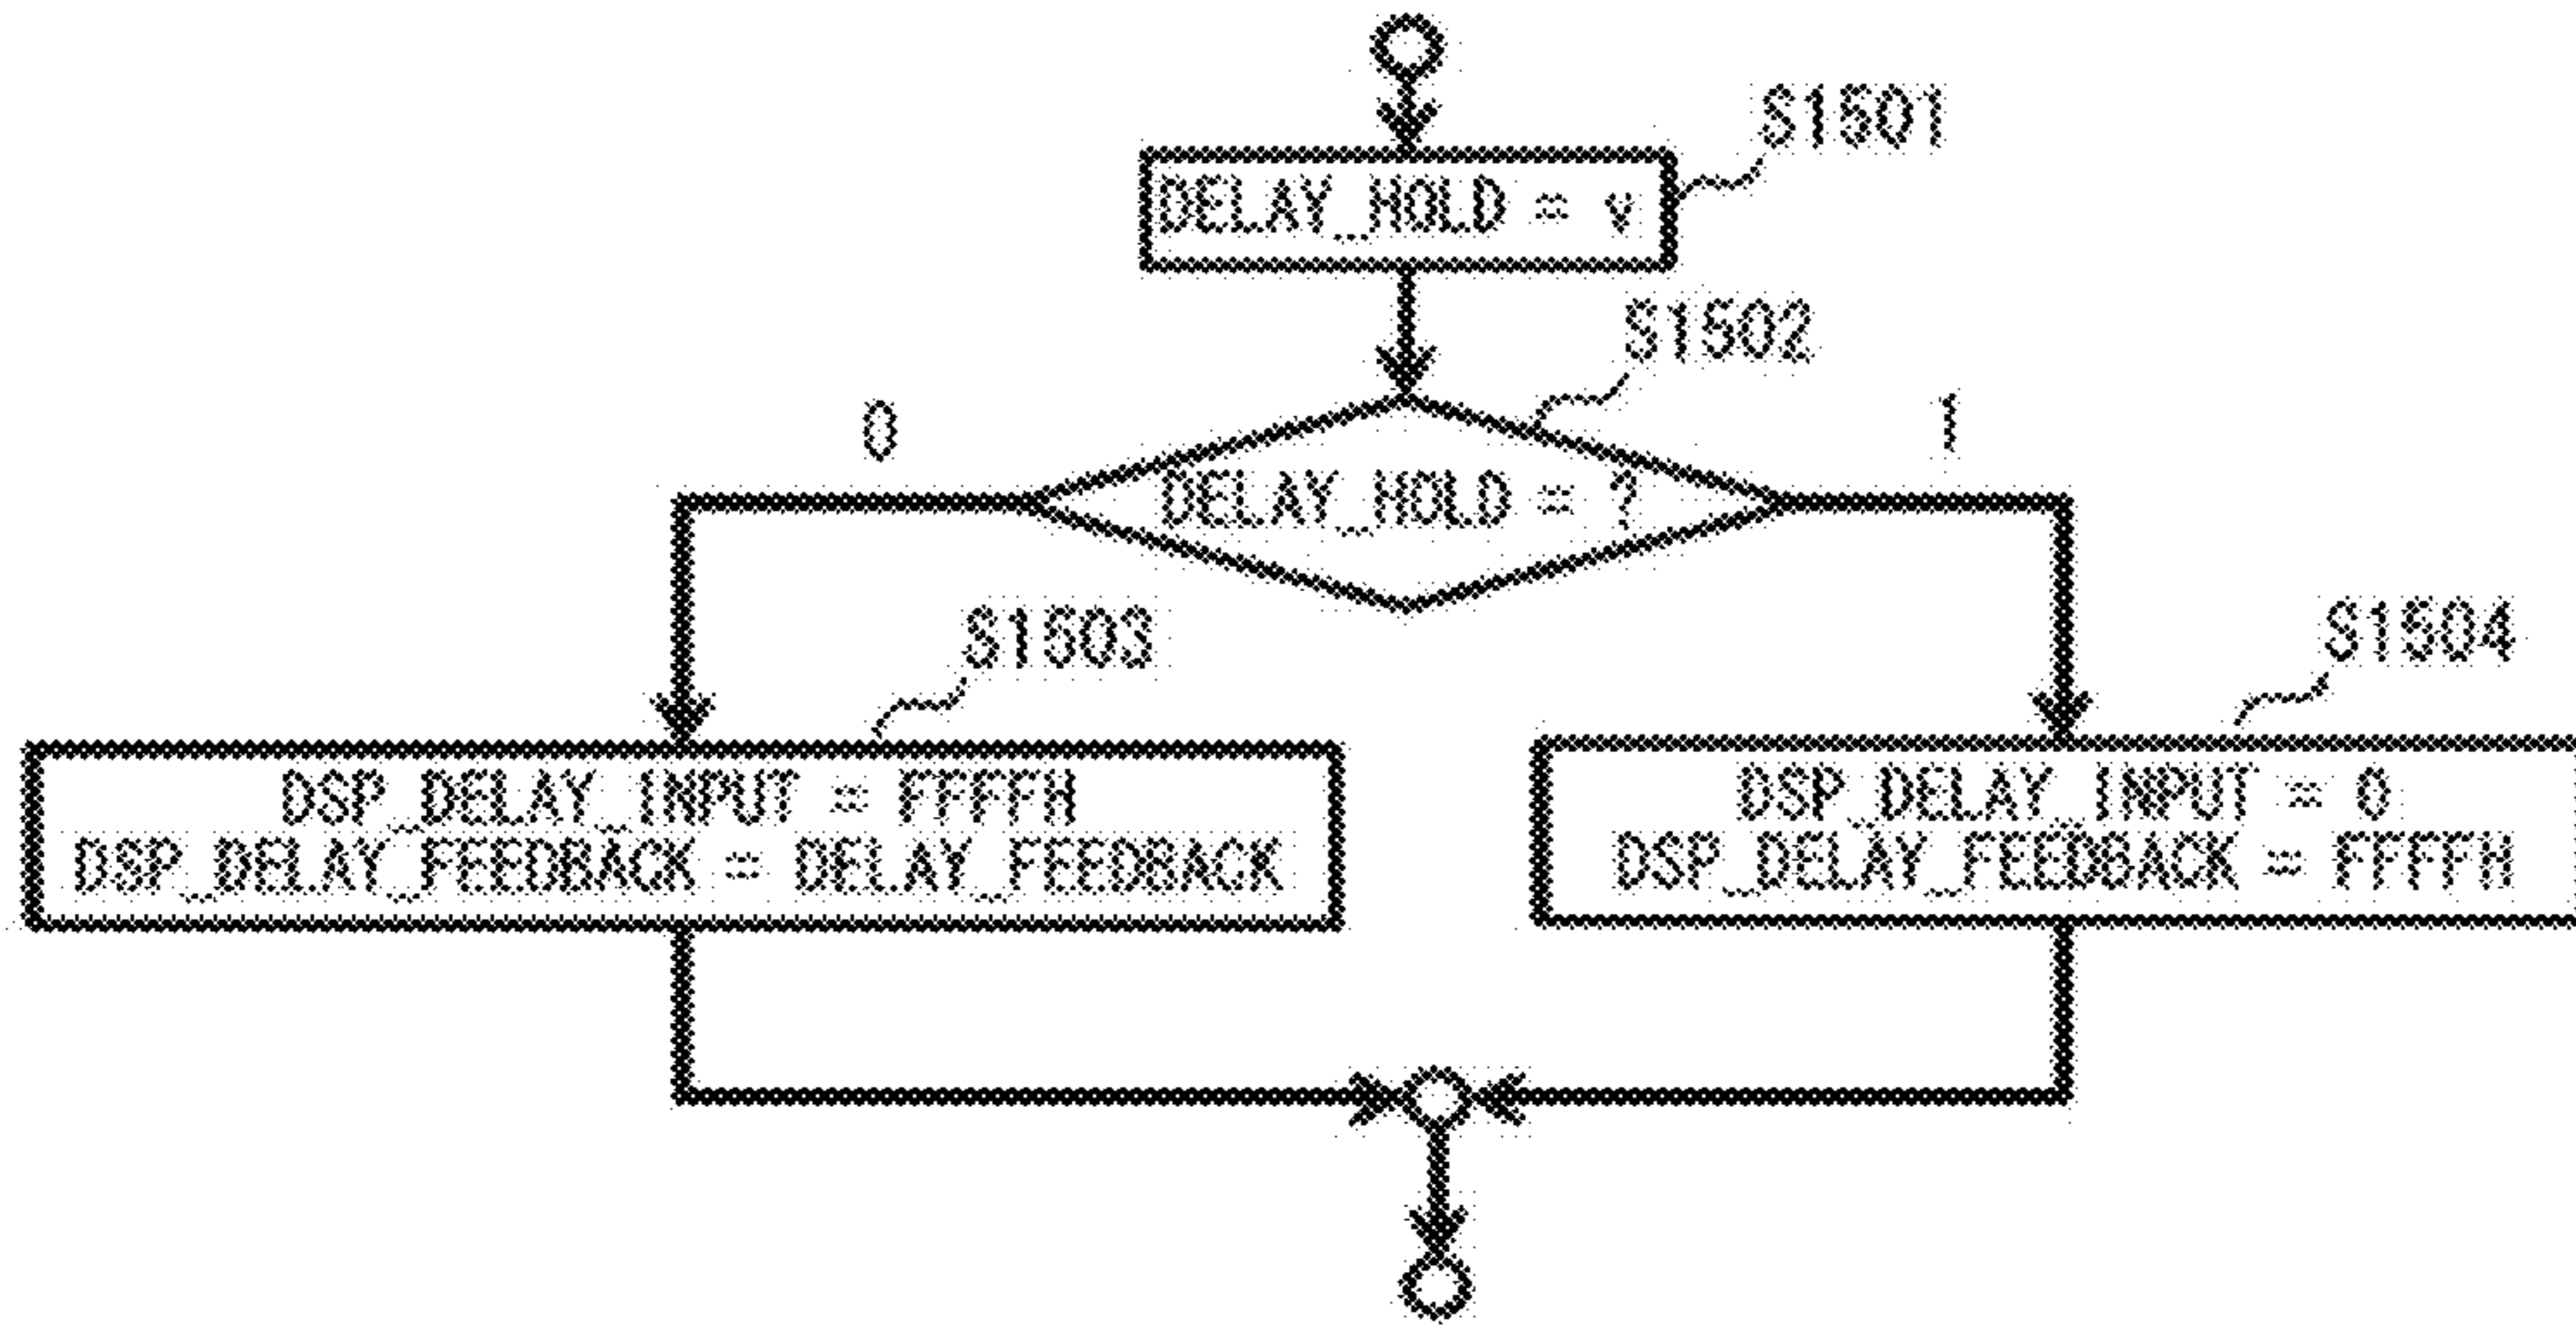 S1501
DELAY_HOLD = v
S1502
0
1
DELAY_HOLD = ?
S1503
S1504
DSP_DELAY_INPUT = FFFFH
DSP_DELAY_FEEDBACK = DELAY_FEEDBACK
DSP_DELAY_INPUT = 0
DSP_DELAY_FEEDBACK = FFFFH